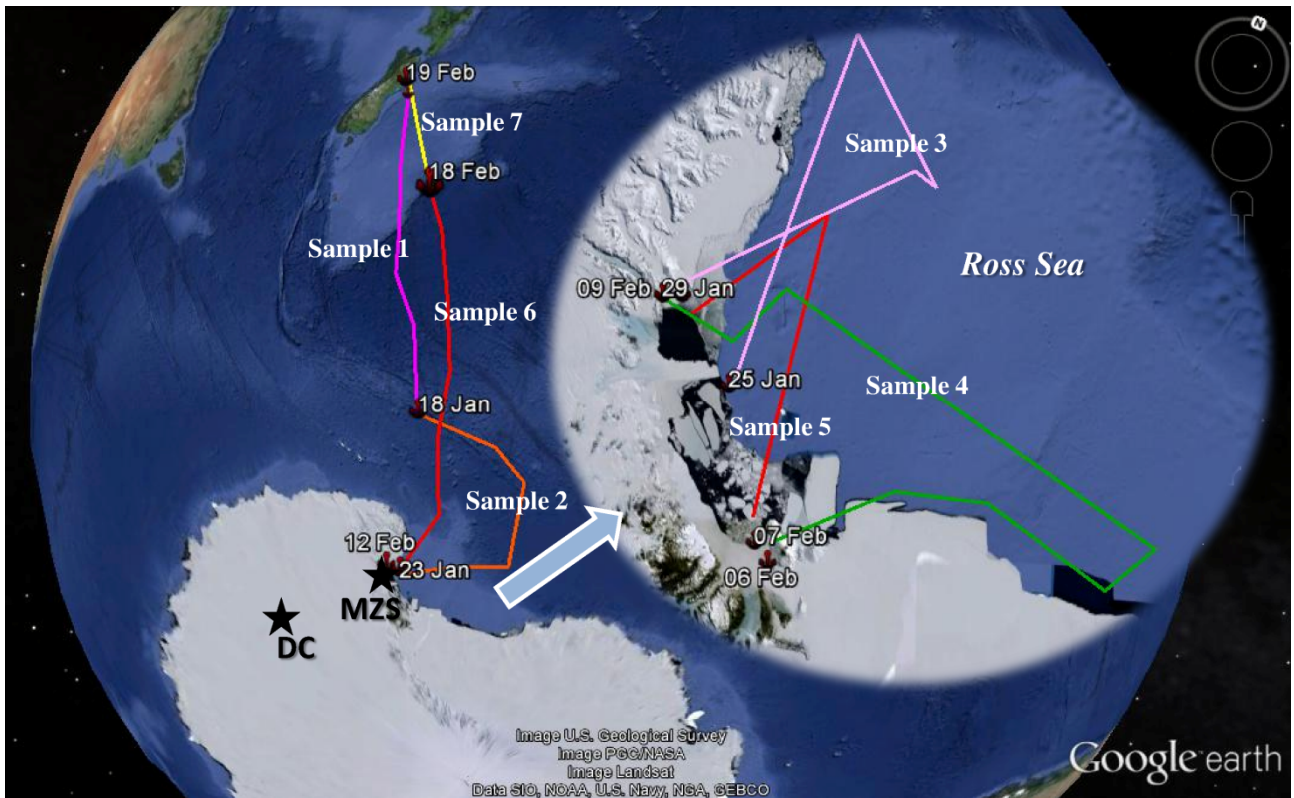 N
19 Feb
Sample 7
18 Feb
Sample 3
Sample 1
Ross Sea
09 Feb 29 Jan
Sample 6
25 Jan
Sample 4
18 Jan
Sample 5
Sample 2
12 Feb
07 Feb
23 Jan
06 Feb
MZS
DC
Image U.S. Geological Survey
Image PGC/NASA
Image Landsat
Data SIO, NOAA, U.S. Navy, NGA, GEBCO
Google earth